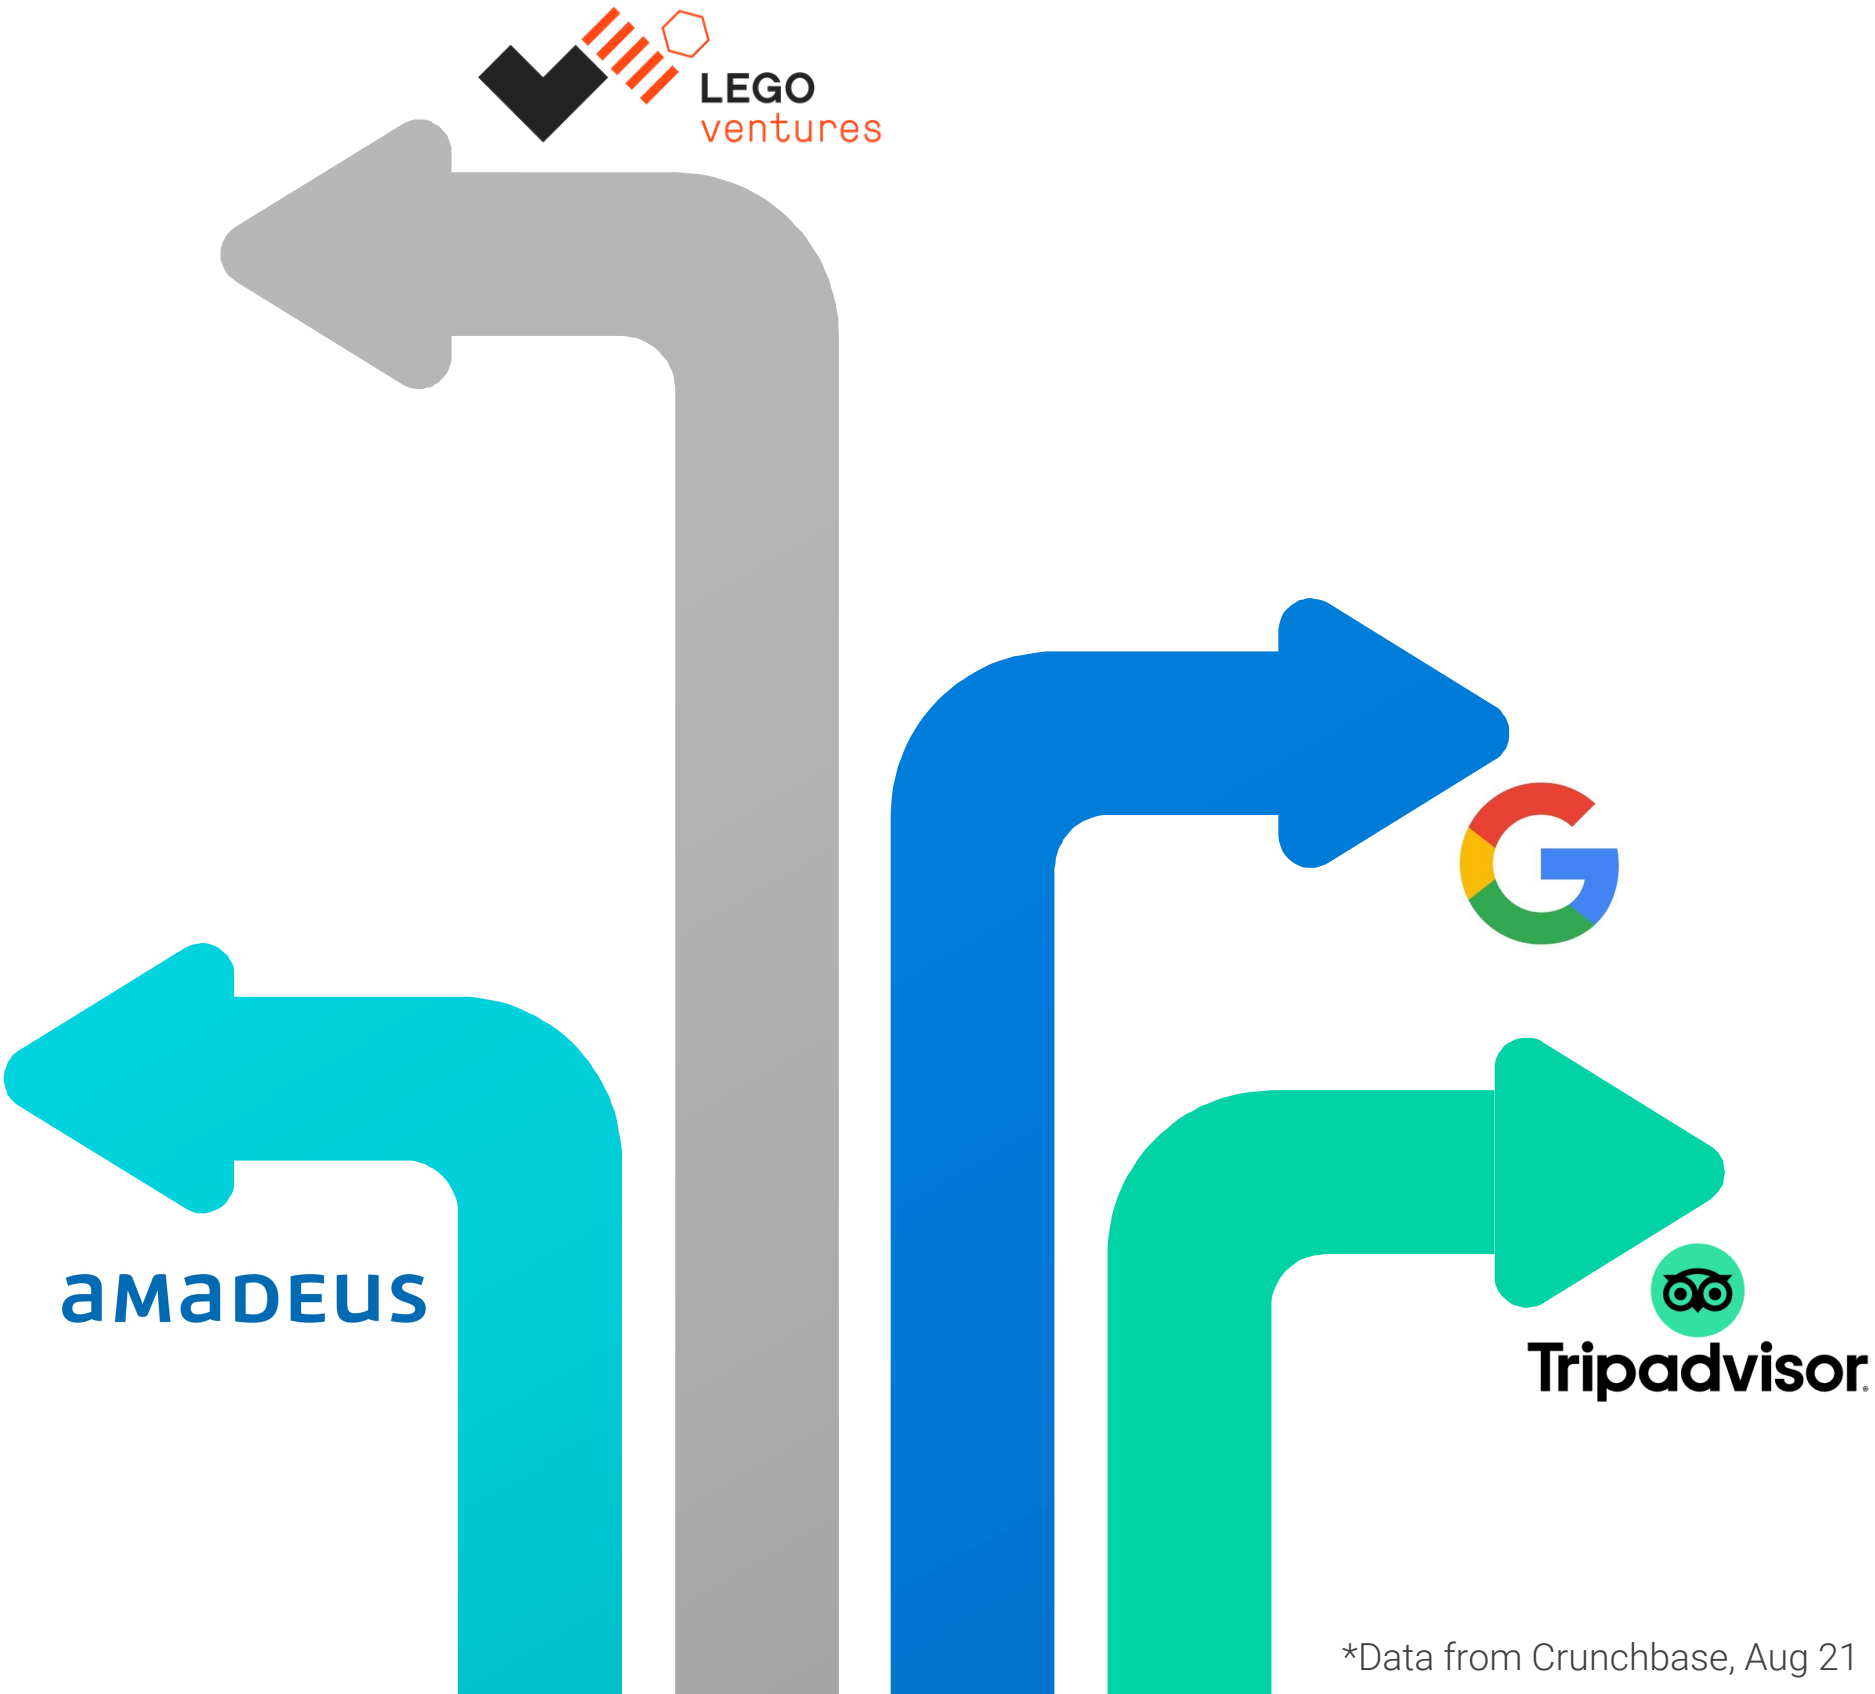 LEGO
ventures
G
aMaDEUS
Tripadvisor®
*Data from Crunchbase, Aug 21